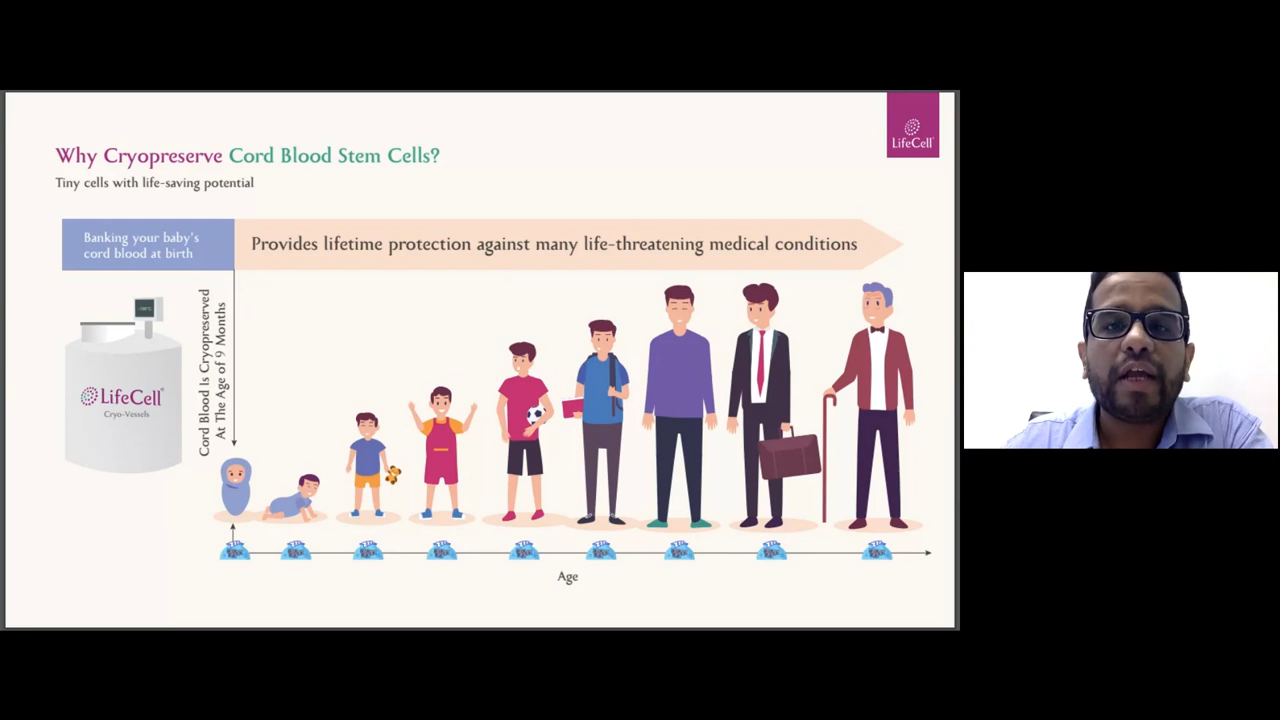 LifeCell
Why Cryopreserve Cord Blood Stem Cells?
Tiny cells with life-saving potential
Banking your baby's
cord blood at birth
Provides lifetime protection against many life-threatening medical conditions
Cord Blood Is Cryopreserved
At The Age of 9 Months
LifeCell
Cryo-Vessels
Age